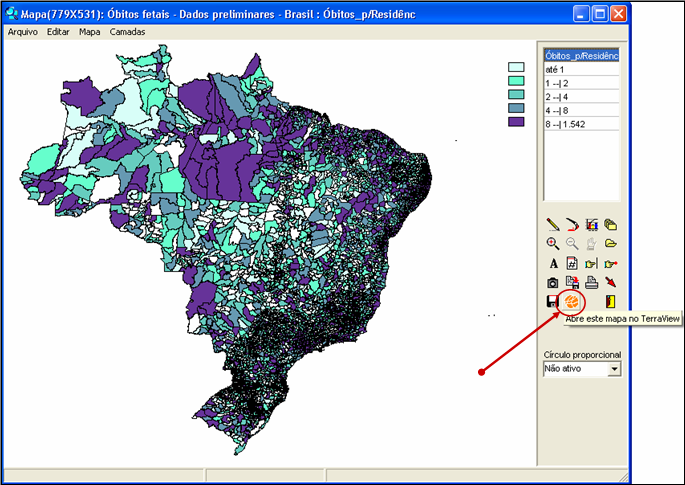 Mapa(779X531): Óbitos fetais - Dados preliminares - Brasil : Óbitos_p/Residênc
Arquivo Editar Mapa Camadas
Óbitos_p/Residênc
até 1
1 --| 2
2 --| 4
4 --| 8
8 --| 1.542
A
#
Abre este mapa no TerraView
Círculo proporcional
Não ativo